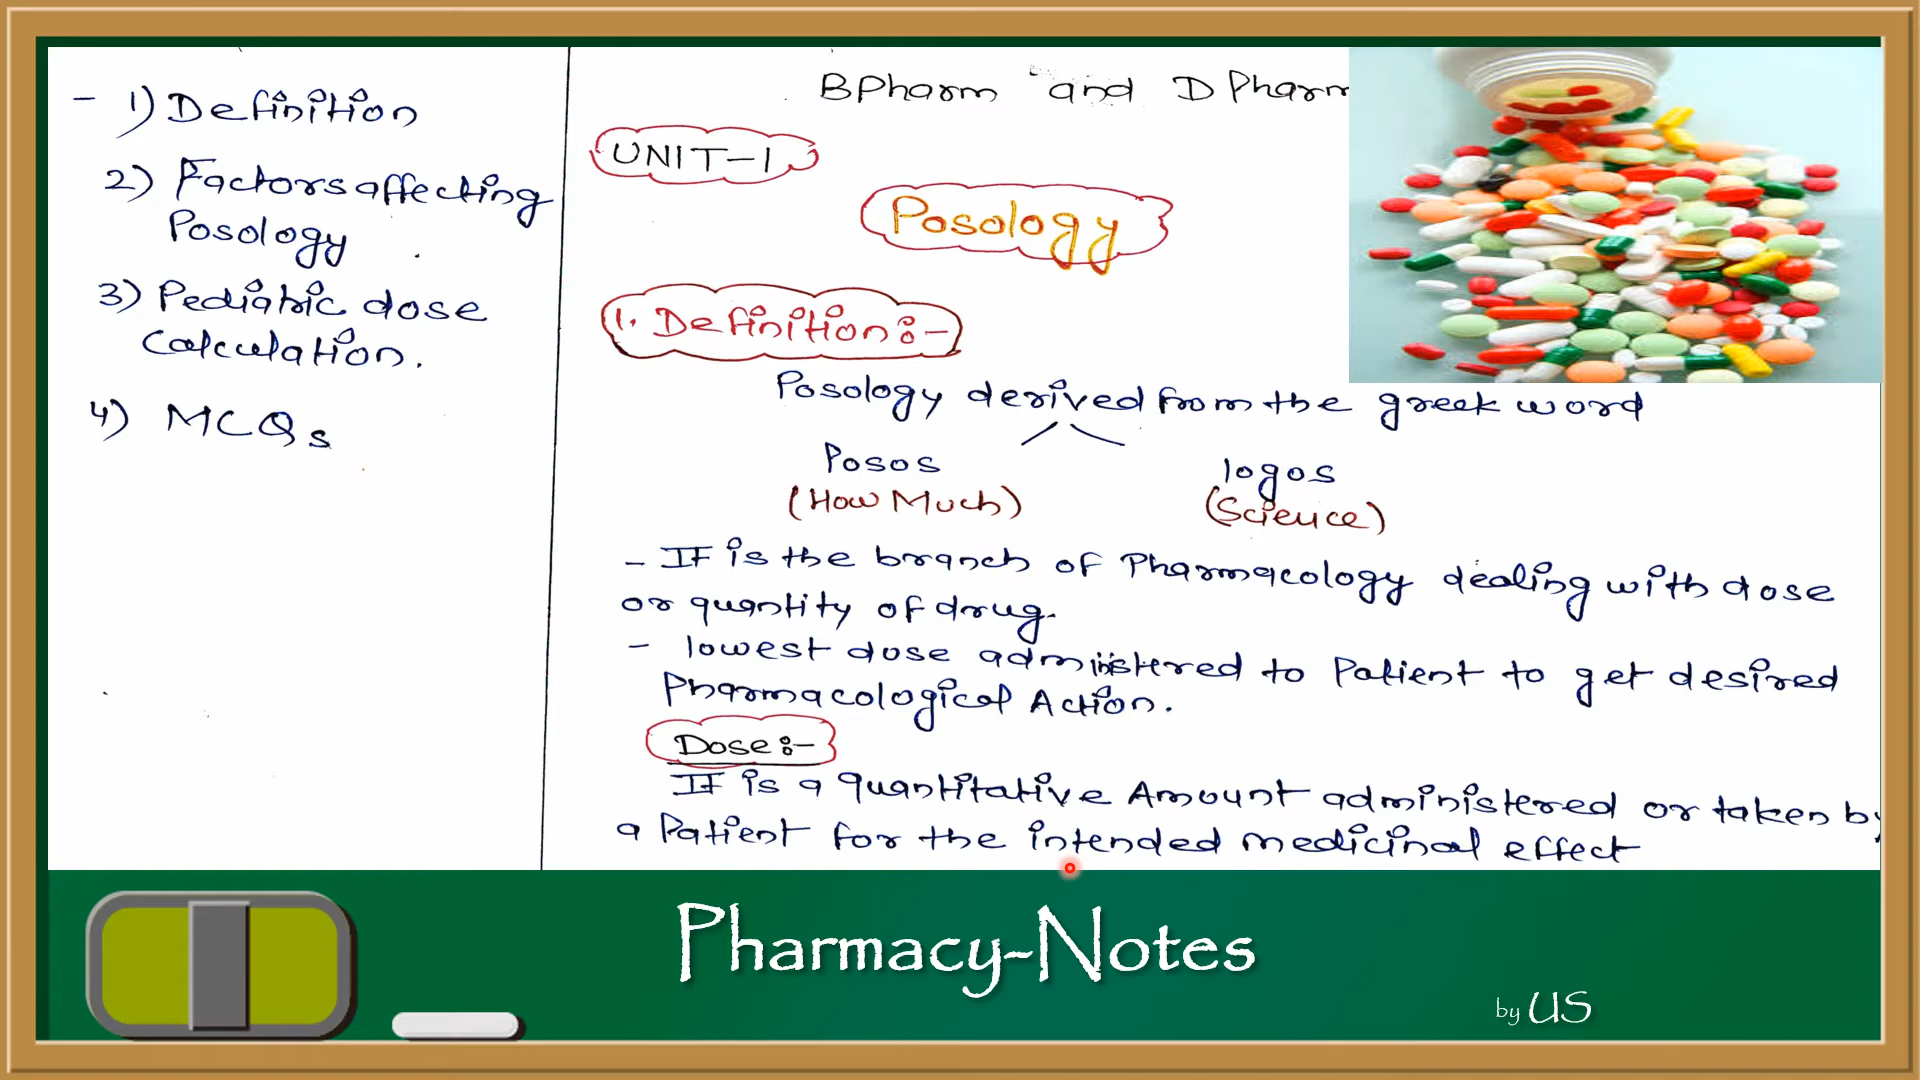 - 1) Definition
2) Factors affecting
Posology
3) Pediatric dose
Calculation.
4) MCQs
BPharm and D Pharm
UNIT-1
Posology
1. Definition:-
Posology derived from the greek word
Posos
logos
(How Much)
(Science)
- It is the branch of Pharmacology dealing with dose
or quantity of drug.
- lowest dose administered to Patient to get desired
Pharmacological Action.
Dose:-
It is a quantitative Amount administered or taken by
a Patient for the intended medicinal effect
Pharmacy-Notes
by US